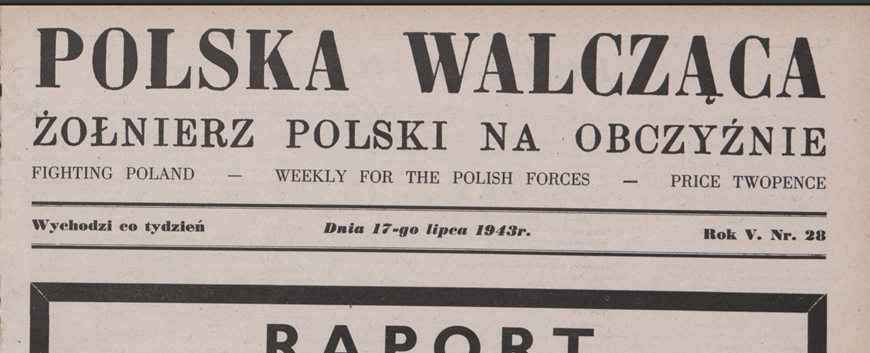 POLSKA WALCZĄCA
ŻOŁNIERZ POLSKI NA OBCZYŹNIE
FIGHTING POLAND — WEEKLY FOR THE POLISH FORCES — PRICE TWOPENCE
Wychodzi co tydzień Dnia 17-go lipca 1943r. Rok V. Nr. 28
RAPORT